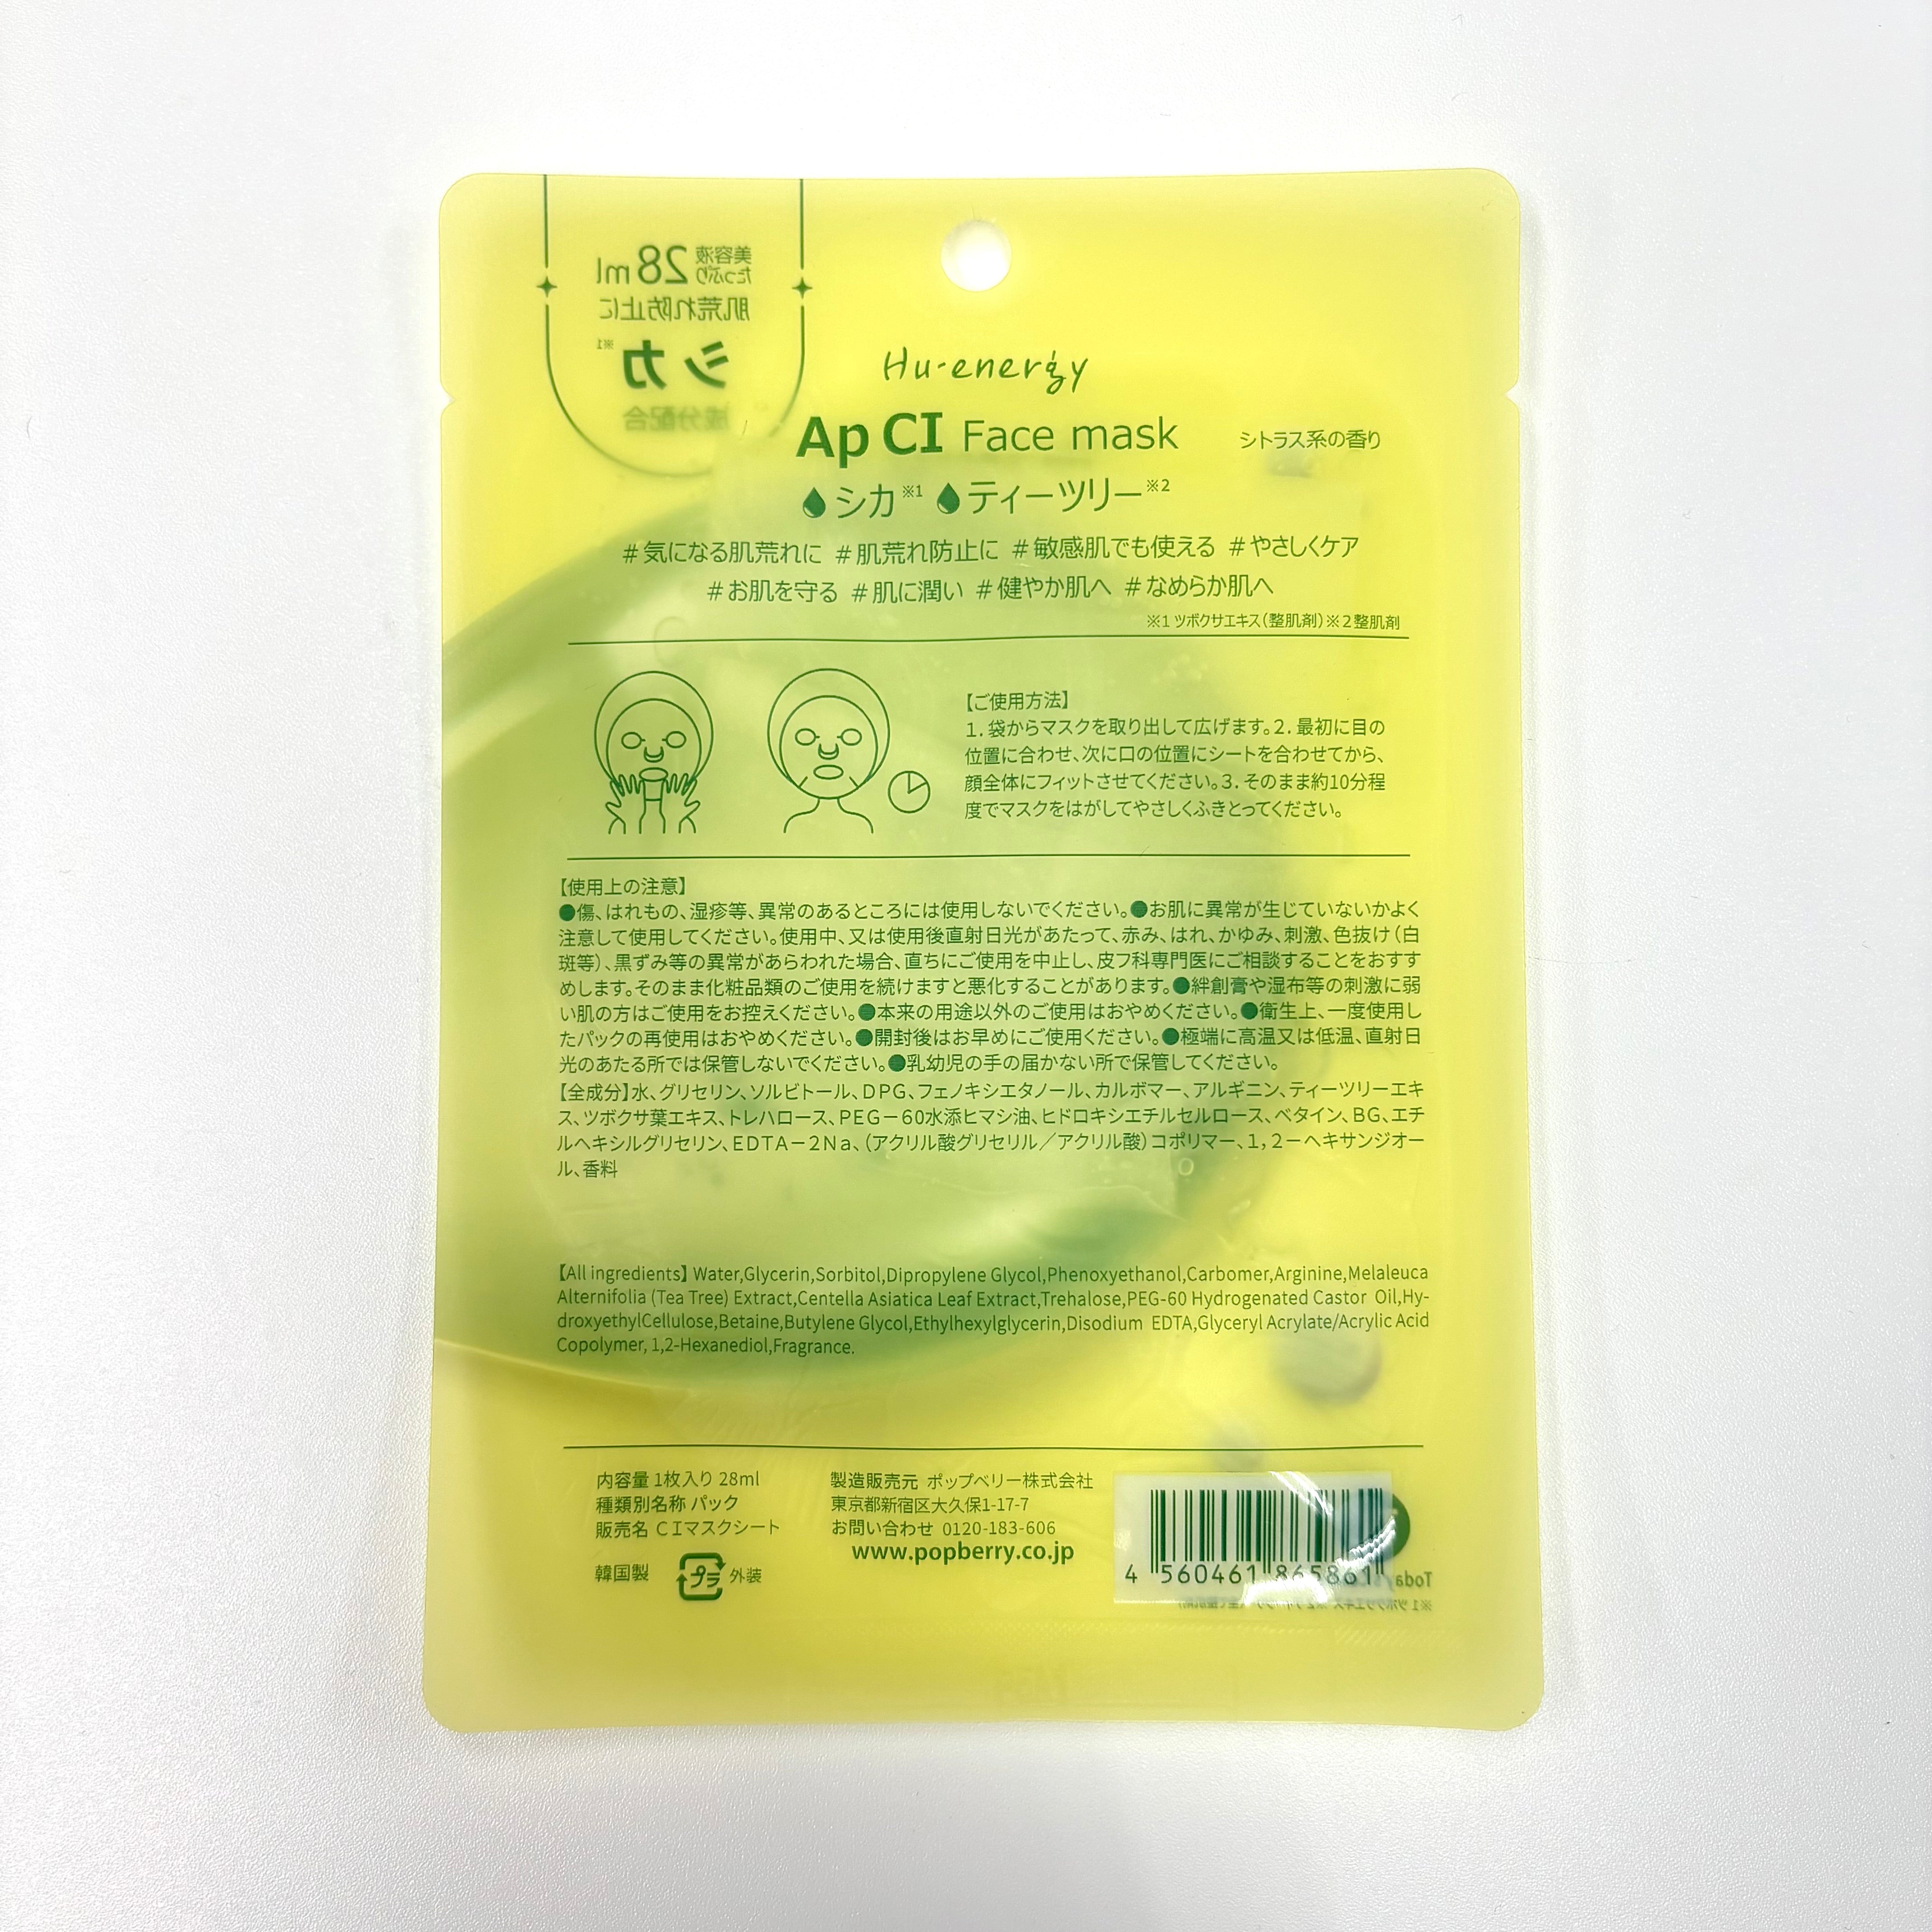 美容液
たっぷり 28ml
肌荒れ防止に
シカ※1
成分配合
Hu-energy
Ap CI Face mask シトラス系の香り
シカ※1 ティーツリー※2
#気になる肌荒れに #肌荒れ防止に #敏感肌でも使える #やさしくケア
#お肌を守る #肌に潤い #健やか肌へ #なめらか肌へ
※1 ツボクサエキス(整肌剤)※2整肌剤
【ご使用方法】
1. 袋からマスクを取り出して広げます。2. 最初に目の
位置に合わせ、次に口の位置にシートを合わせてから、
顔全体にフィットさせてください。3. そのまま約10分程
度でマスクをはがしてやさしくふきとってください。
【使用上の注意】
●傷、はれもの、湿疹等、異常のあるところには使用しないでください。●お肌に異常が生じていないかよく
注意して使用してください。使用中、又は使用後直射日光があたって、赤み、はれ、かゆみ、刺激、色抜け(白
斑等)、黒ずみ等の異常があらわれた場合、直ちにご使用を中止し、皮フ科専門医にご相談することをおすす
めします。そのまま化粧品類のご使用を続けますと悪化することがあります。●絆創膏や湿布等の刺激に弱
い肌の方はご使用をお控えください。●本来の用途以外のご使用はおやめください。●衛生上、一度使用し
たパックの再使用はおやめください。●開封後はお早めにご使用ください。●極端に高温又は低温、直射日
光のあたる所では保管しないでください。●乳幼児の手の届かない所で保管してください。
【全成分】水、グリセリン、ソルビトール、DPG、フェノキシエタノール、カルボマー、アルギニン、ティーツリーエキ
ス、ツボクサ葉エキス、トレハロース、PEG－60水添ヒマシ油、ヒドロキシエチルセルロース、ベタイン、BG、エチ
ルヘキシルグリセリン、EDTA－2Na、(アクリル酸グリセリル／アクリル酸)コポリマー、1,2－ヘキサンジオー
ル、香料
【All ingredients】Water,Glycerin,Sorbitol,Dipropylene Glycol,Phenoxyethanol,Carbomer,Arginine,Melaleuca
Alternifolia (Tea Tree) Extract,Centella Asiatica Leaf Extract,Trehalose,PEG-60 Hydrogenated Castor Oil,Hy-
droxyethylCellulose,Betaine,Butylene Glycol,Ethylhexylglycerin,Disodium EDTA,Glyceryl Acrylate/Acrylic Acid
Copolymer, 1,2-Hexanediol,Fragrance.
内容量 1枚入り 28ml
種類別名称 パック
販売名 CIマスクシート
韓国製
プラ 外装
製造販売元 ポップベリー株式会社
東京都新宿区大久保1-17-7
お問い合わせ 0120-183-606
www.popberry.co.jp
4 560461 865861